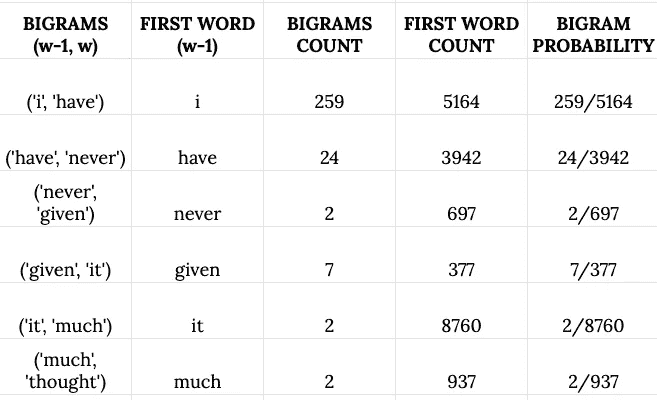 BIGRAMS (w-1, w) FIRST WORD (w-1) BIGRAMS COUNT FIRST WORD COUNT BIGRAM PROBABILITY
('i', 'have') i 259 5164 259/5164
('have', 'never') have 24 3942 24/3942
('never', 'given') never 2 697 2/697
('given', 'it') given 7 377 7/377
('it', 'much') it 2 8760 2/8760
('much', 'thought') much 2 937 2/937